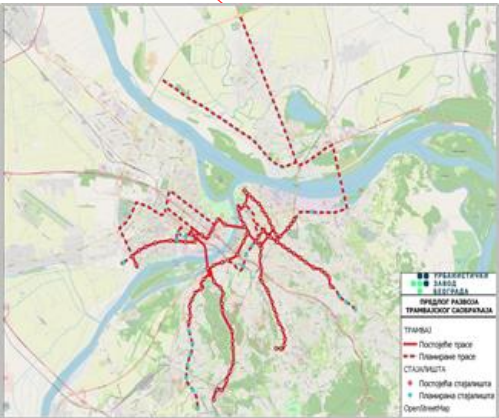 УРБАНИСТИЧКИ
ЗАВОД
БЕОГРАДА
ПРЕДЛОГ РАЗВОЈА
ТРАМВАЈСКОГ САОБРАЋАЈА
ТРАМВАЈ
Постојеће трасе
Планиране трасе
СТАЈАЛИШТА
Постојећа стајалишта
Планирана стајалишта
OpenStreetMap